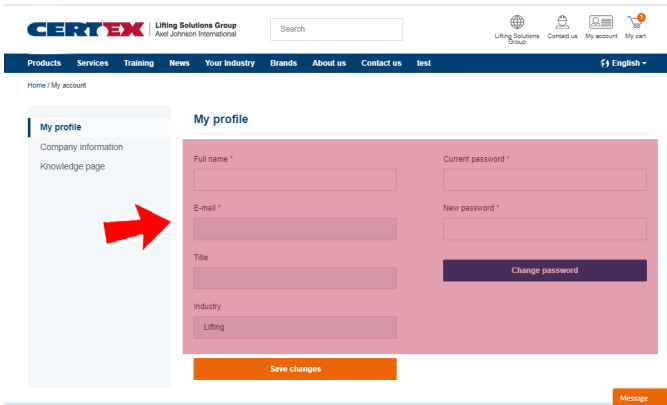 CERTEX
Lifting Solutions Group
Axel Johnson International
Search
Lifting Solutions Group
Contact us
My account
1
My cart
Products Services Training News Your Industry Brands About us Contact us test English
Home / My account
My profile
Company information
Knowledge page
My profile
Full name *
Current password *
E-mail *
New password *
Title
Change password
Industry
Lifting
Save changes
Message